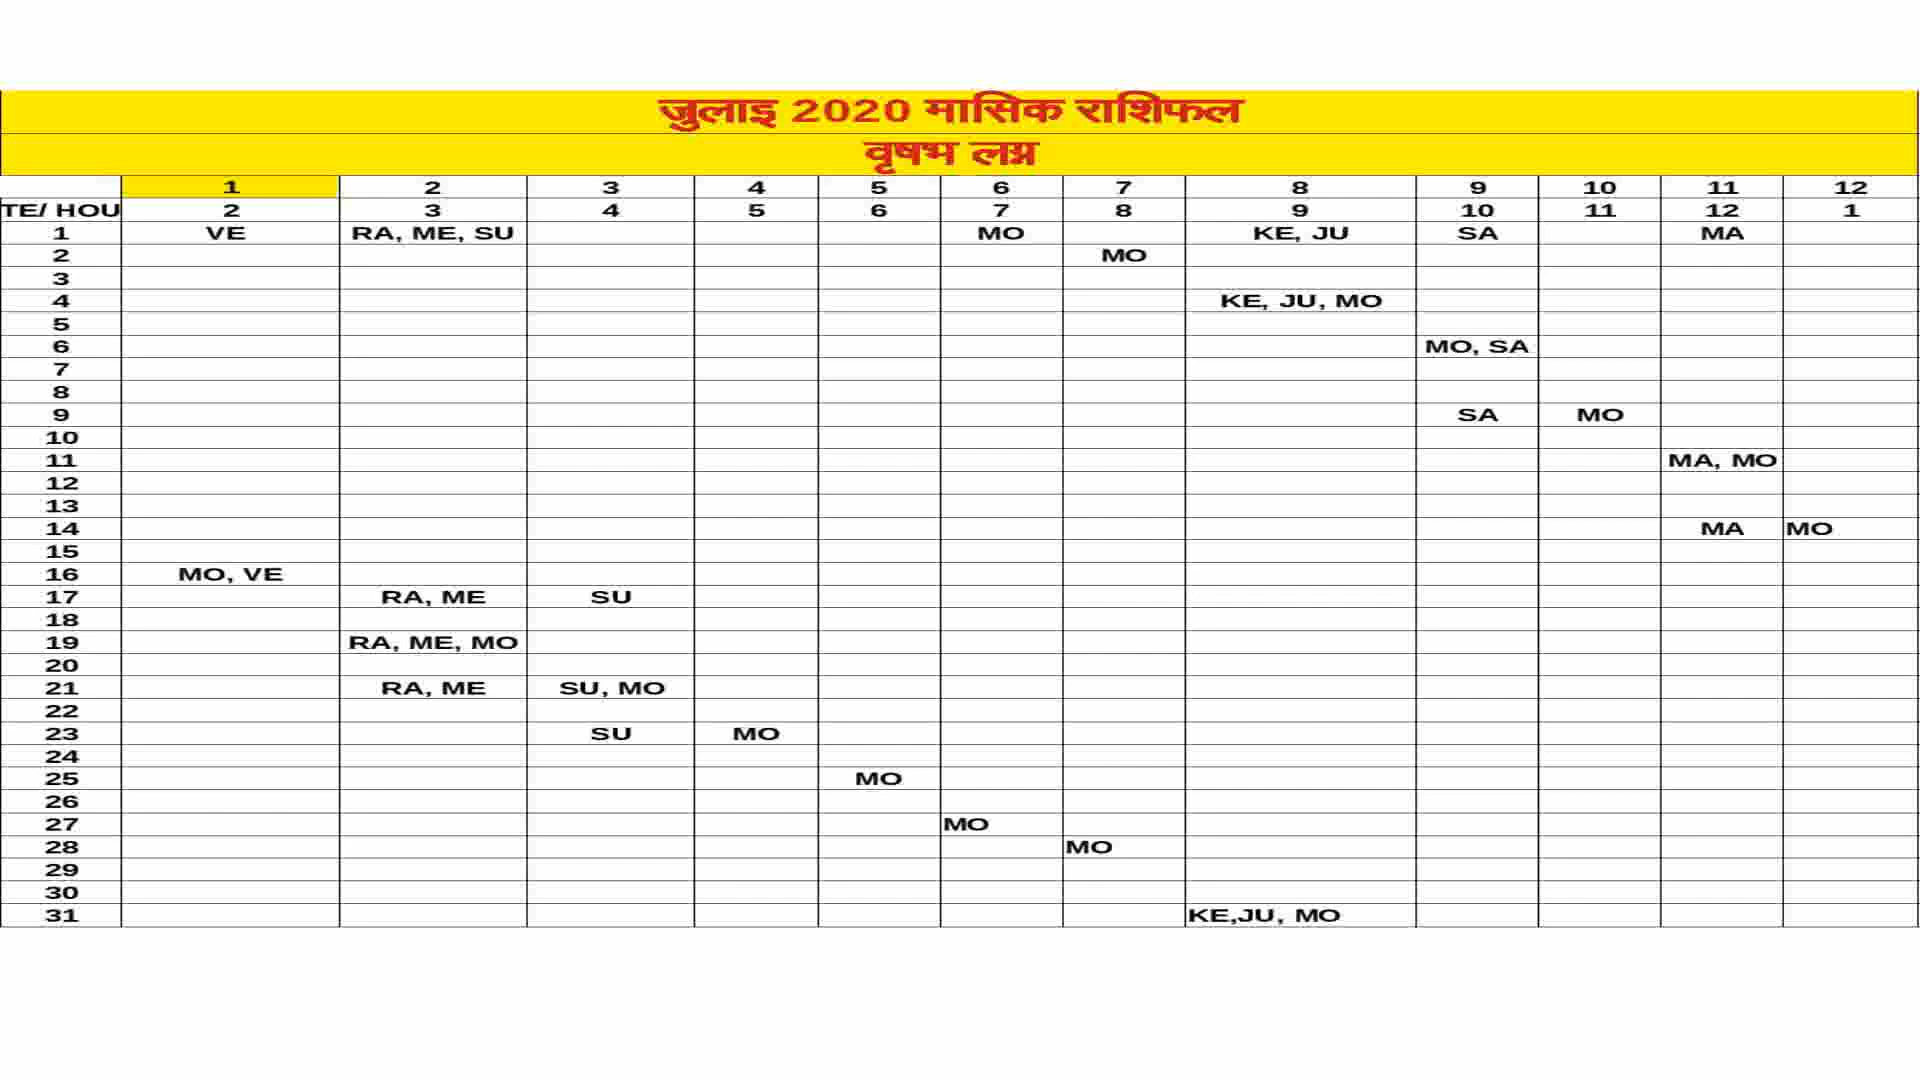 जुलाइ 2020 मासिक राशिफल
वृषभ लग्न
1 2 3 4 5 6 7 8 9 10 11 12
TE/ HOU 2 3 4 5 6 7 8 9 10 11 12 1
1 VE RA, ME, SU MO KE, JU SA MA
2 MO
3
4 KE, JU, MO
5
6 MO, SA
7
8
9 SA MO
10
11 MA, MO
12
13
14 MA MO
15
16 MO, VE
17 RA, ME SU
18
19 RA, ME, MO
20
21 RA, ME SU, MO
22
23 SU MO
24
25 MO
26
27 MO
28 MO
29
30
31 KE,JU, MO